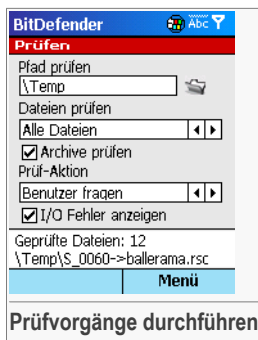 BitDefender Abc
Prüfen
Pfad prüfen
\Temp
Dateien prüfen
Alle Dateien
Archive prüfen
Prüf-Aktion
Benutzer fragen
I/O Fehler anzeigen
Geprüfte Dateien: 12
\Temp\S_0060->ballerama.rsc
Menü
Prüfvorgänge durchführen